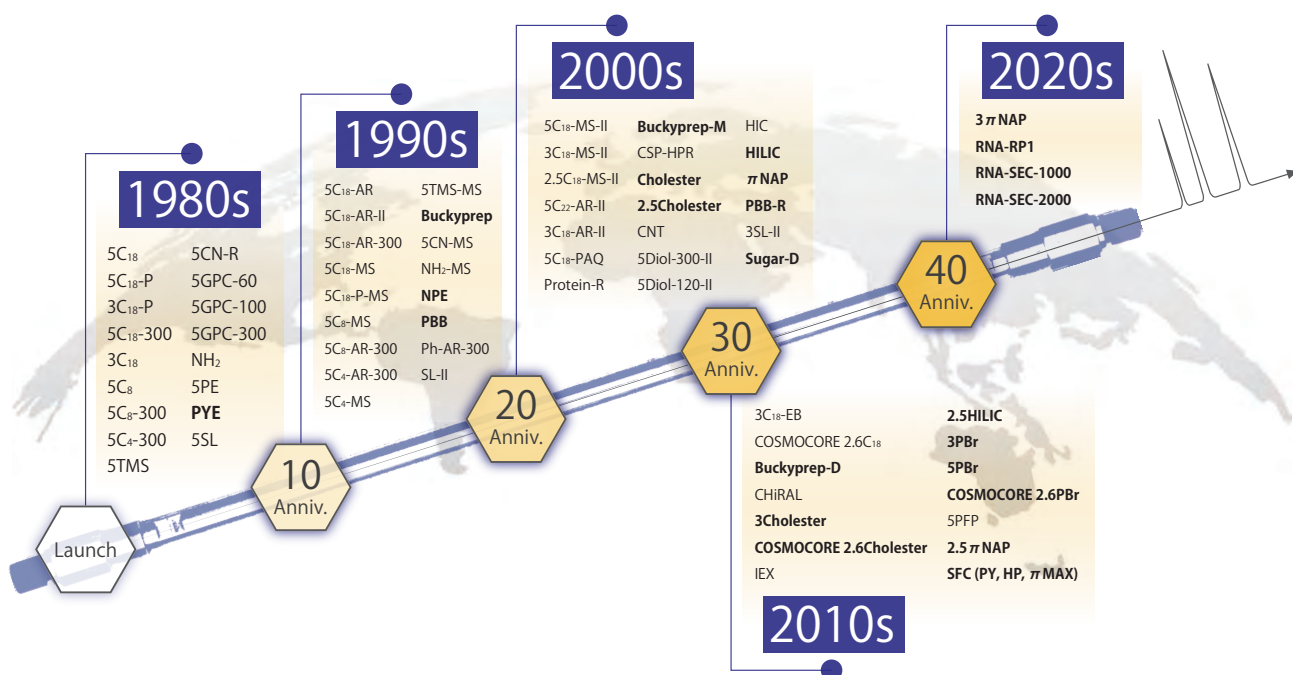 1980s
5C₁₈
5C₁₈-P
3C₁₈-P
5C₁₈-300
3C₁₈
5C₈
5C₈-300
5C₄-300
5TMS
5CN-R
5GPC-60
5GPC-100
5GPC-300
NH₂
5PE
PYE
5SL
Launch
1990s
5C₁₈-AR
5C₁₈-AR-II
5C₁₈-AR-300
5C₁₈-MS
5C₁₈-P-MS
5C₈-MS
5C₈-AR-300
5C₄-AR-300
5C₄-MS
5TMS-MS
Buckyprep
5CN-MS
NH₂-MS
NPE
PBB
Ph-AR-300
SL-II
10
Anniv.
2000s
5C₁₈-MS-II
3C₁₈-MS-II
2.5C₁₈-MS-II
5C₂₂-AR-II
3C₁₈-AR-II
5C₁₈-PAQ
Protein-R
Buckyprep-M
CSP-HPR
Cholester
2.5Cholester
CNT
5Diol-300-II
5Diol-120-II
HIC
HILIC
πNAP
PBB-R
3SL-II
Sugar-D
20
Anniv.
30
Anniv.
3C₁₈-EB
COSMOCORE 2.6C₁₈
Buckyprep-D
CHiRAL
3Cholester
COSMOCORE 2.6Cholester
IEX
2.5HILIC
3PBr
5PBr
COSMOCORE 2.6PBr
5PFP
2.5πNAP
SFC (PY, HP, πMAX)
2010s
2020s
3πNAP
RNA-RP1
RNA-SEC-1000
RNA-SEC-2000
40
Anniv.